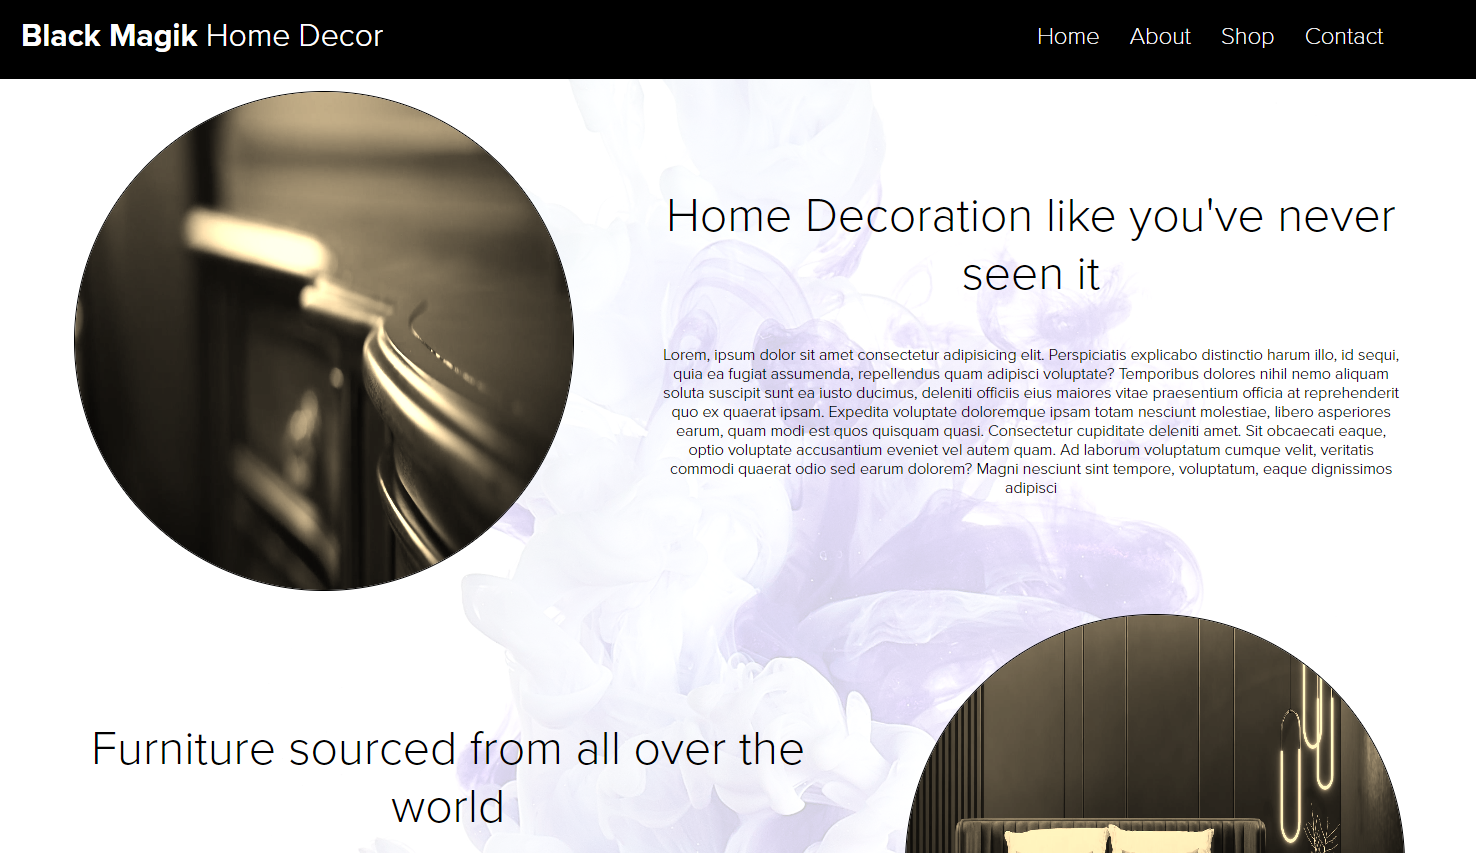 Black Magik Home Decor
Home About Shop Contact
Home Decoration like you've never
seen it
Lorem, ipsum dolor sit amet consectetur adipisicing elit. Perspiciatis explicabo distinctio harum illo, id sequi,
quia ea fugiat assumenda, repellendus quam adipisci voluptate? Temporibus dolores nihil nemo aliquam
soluta suscipit sunt ea iusto ducimus, deleniti officiis eius maiores vitae praesentium officia at reprehenderit
quo ex quaerat ipsam. Expedita voluptate doloremque ipsam totam nesciunt molestiae, libero asperiores
earum, quam modi est quos quisquam quasi. Consectetur cupiditate deleniti amet. Sit obcaecati eaque,
optio voluptate accusantium eveniet vel autem quam. Ad laborum voluptatum cumque velit, veritatis
commodi quaerat odio sed earum dolorem? Magni nesciunt sint tempore, voluptatum, eaque dignissimos
adipisci
Furniture sourced from all over the
world